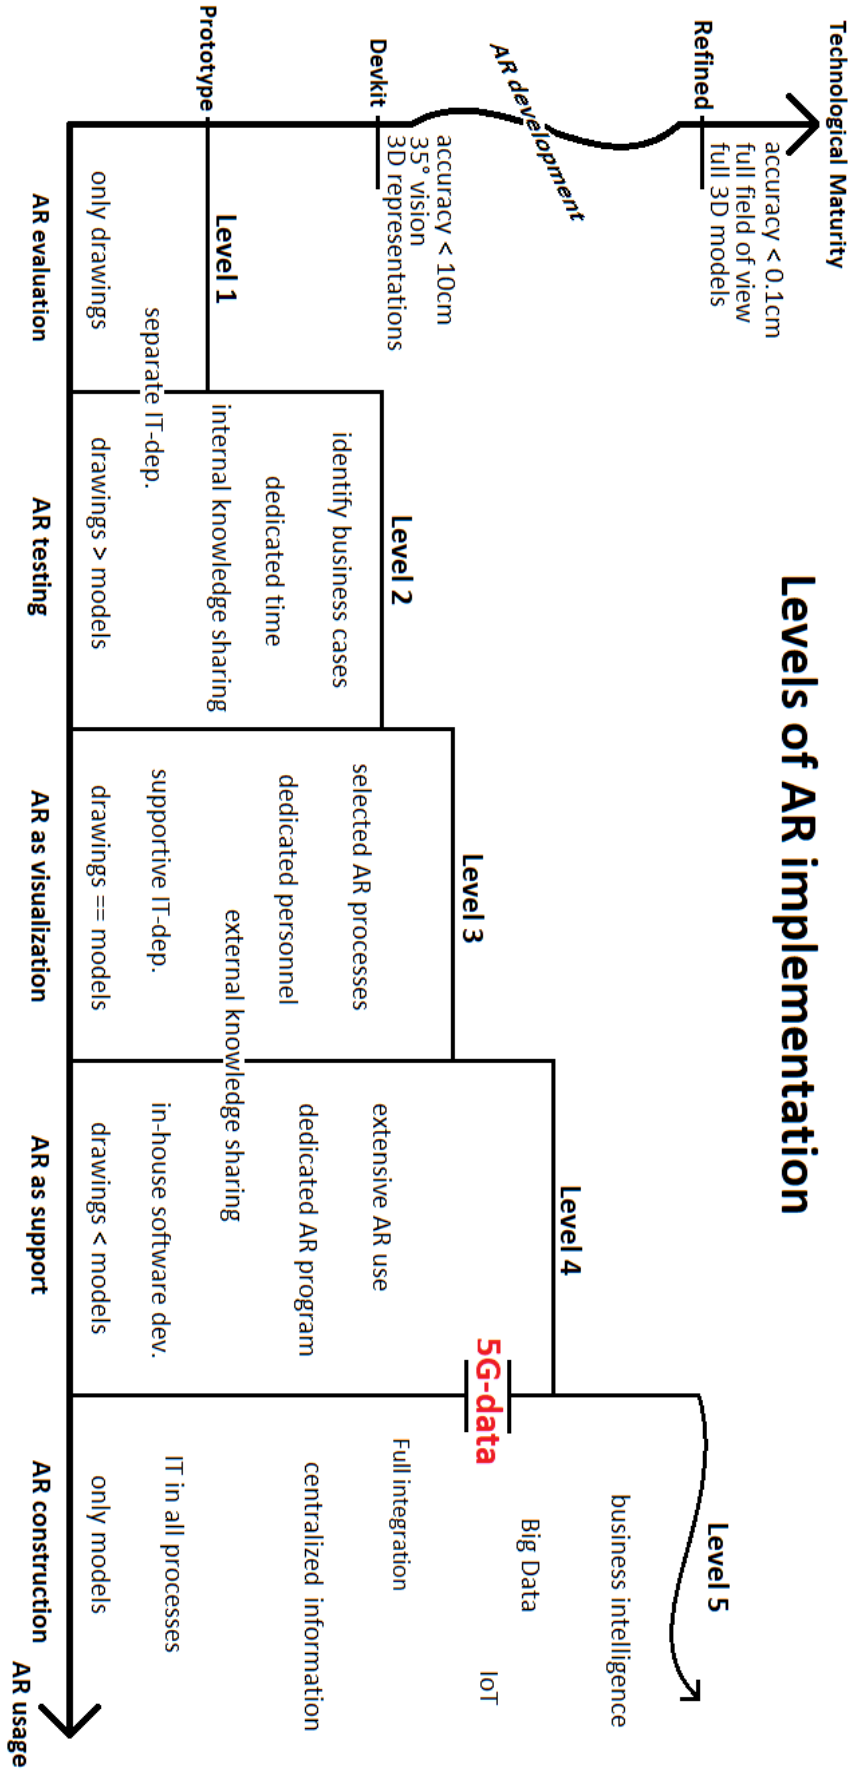 Levels of AR implementation
Technological Maturity
Refined
accuracy < 0.1cm
full field of view
full 3D models
AR development
Devkit
accuracy < 10cm
35° vision
3D representations
Prototype
Level 1
only drawings
separate IT-dep.
AR evaluation
Level 2
identify business cases
dedicated time
internal knowledge sharing
drawings > models
AR testing
Level 3
selected AR processes
dedicated personnel
external knowledge sharing
supportive IT-dep.
drawings == models
AR as visualization
Level 4
extensive AR use
dedicated AR program
in-house software dev.
drawings < models
AR as support
5G-data
Level 5
business intelligence
Big Data
IoT
Full integration
centralized information
IT in all processes
only models
AR construction
AR usage